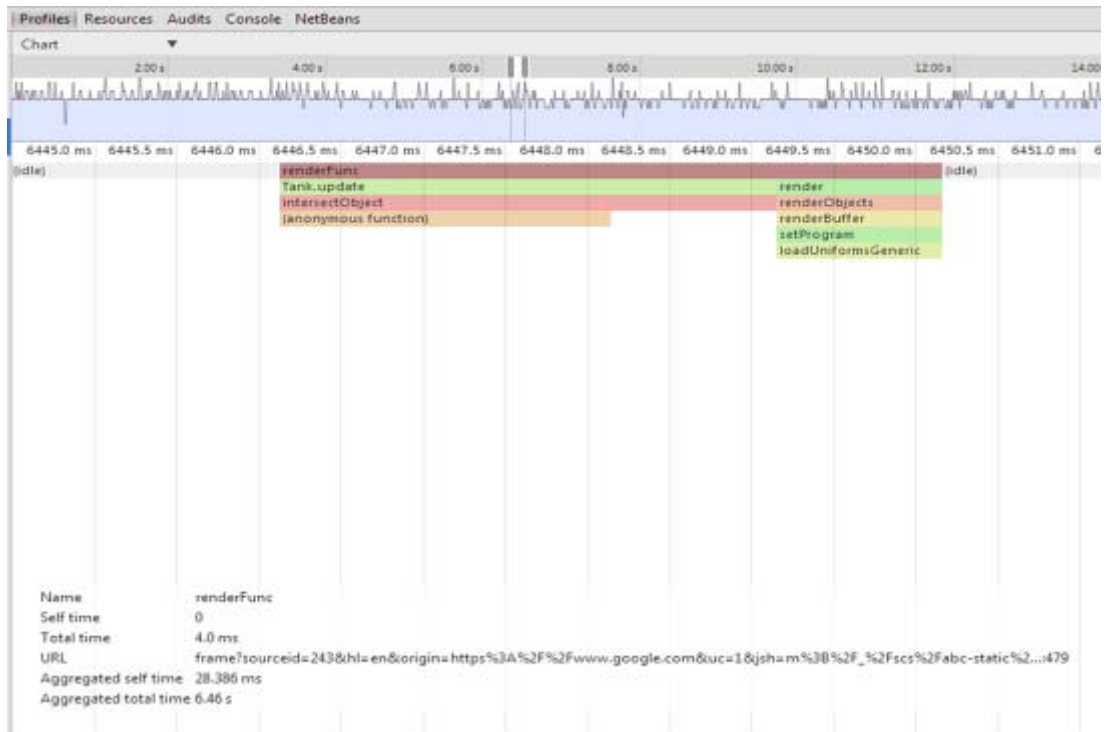 Profiles Resources Audits Console NetBeans
Chart ▼
2.00 s 4.00 s 6.00 s 8.00 s 10.00 s 12.00 s 14.00
6445.0 ms 6445.5 ms 6446.0 ms 6446.5 ms 6447.0 ms 6447.5 ms 6448.0 ms 6448.5 ms 6449.0 ms 6449.5 ms 6450.0 ms 6450.5 ms 6451.0 ms 6
(idle) renderFunc (idle)
Tank.update render
intersectObject renderObjects
(anonymous function) renderBuffer
setProgram
loadUniformsGeneric
Name renderFunc
Self time 0
Total time 4.0 ms
URL frame?sourceid=243&hl=en&origin=https%3A%2F%2Fwww.google.com&uc=1&jsh=m%3B%2F_%2Fscs%2Fabc-static%2...:479
Aggregated self time 28.386 ms
Aggregated total time 6.46 s